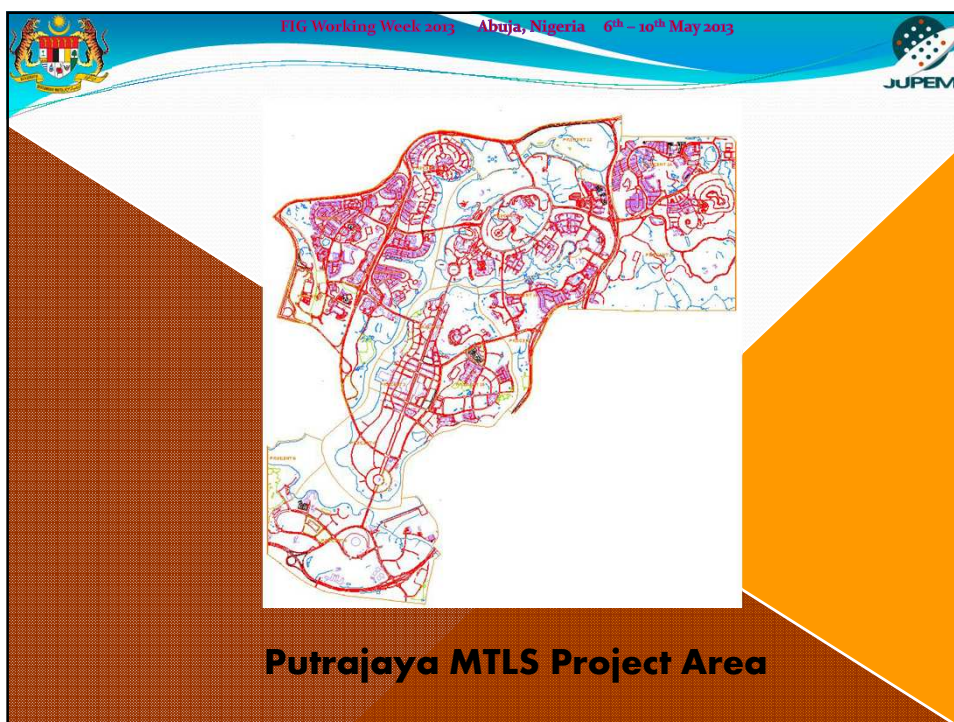 FIG Working Week 2013 Abuja, Nigeria 6th – 10th May 2013
JUPEM
Putrajaya MTLS Project Area